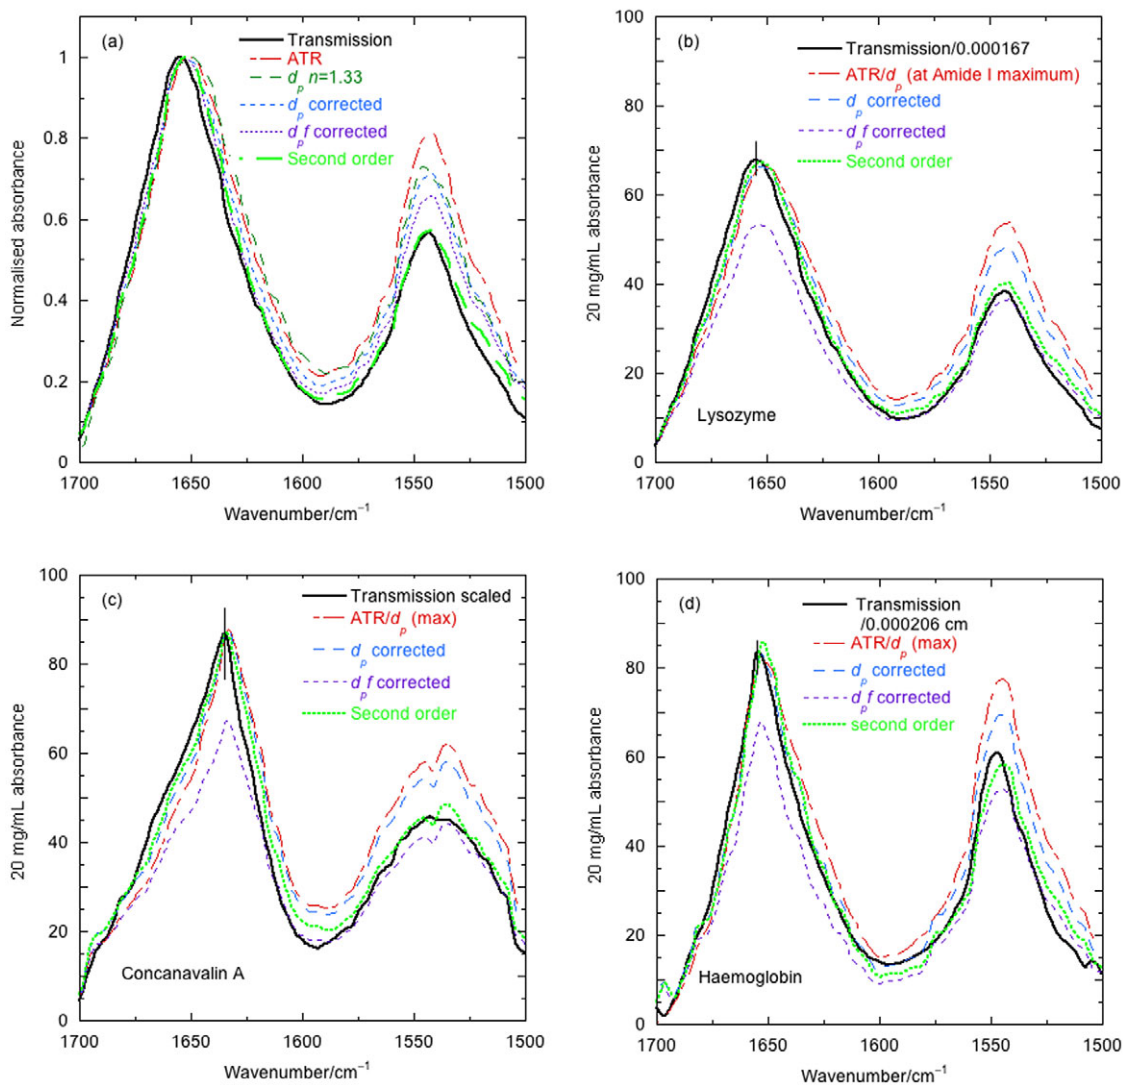 (a)
Transmission
ATR
dp n=1.33
dp corrected
dp f corrected
Second order
Normalised absorbance
1
0.8
0.6
0.4
0.2
0
1700
1650
1600
1550
1500
Wavenumber/cm⁻¹
(b)
Transmission/0.000167
ATR/dp (at Amide I maximum)
dp corrected
dp f corrected
Second order
20 mg/mL absorbance
100
80
60
40
20
0
Lysozyme
1700
1650
1600
1550
1500
Wavenumber/cm⁻¹
(c)
Transmission scaled
ATR/dp (max)
dp corrected
dp f corrected
Second order
20 mg/mL absorbance
100
80
60
40
20
0
Concanavalin A
1700
1650
1600
1550
1500
Wavenumber/cm⁻¹
(d)
Transmission
/0.000206 cm
ATR/dp (max)
dp corrected
dp f corrected
second order
20 mg/mL absorbance
100
80
60
40
20
0
Haemoglobin
1700
1650
1600
1550
1500
Wavenumber/cm⁻¹